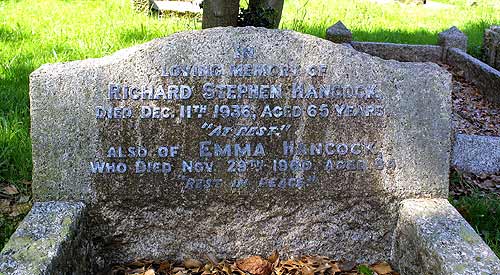 IN
LOVING MEMORY OF
RICHARD STEPHEN HANCOCK
DIED DEC. 11TH 1936, AGED 65 YEARS
"AT REST"
ALSO OF EMMA HANCOCK
WHO DIED NOV 29TH AGED
"REST IN PEACE"